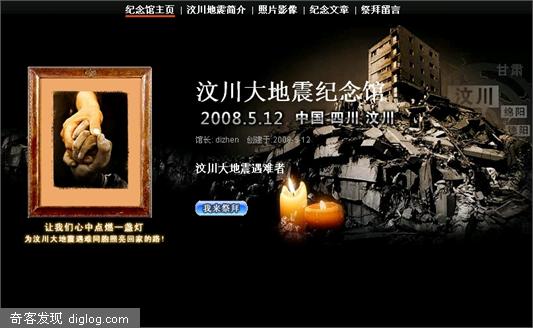 纪念馆主页 | 汶川地震简介 | 照片影像 | 纪念文章 | 祭拜留言
甘肃
汶川
绵阳
德阳
汶川大地震纪念馆
2008.5.12 中国-四川 汶川
馆长: dizhen 创建于:2008-5-12
汶川大地震遇难者
我来祭拜
让我们心中点燃一盏灯
为汶川大地震遇难同胞照亮回家的路!
奇客发现 diglog.com